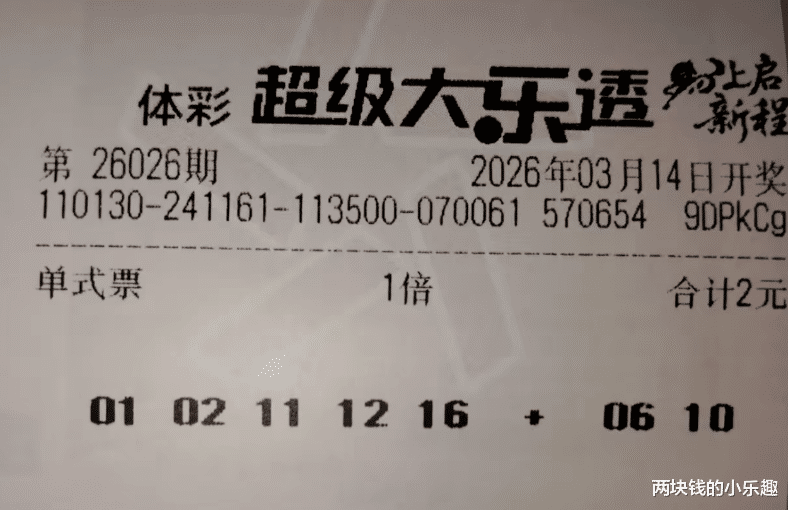 体彩 超级大乐透 马上启新程
第 26026期 2026年03月14日开奖
110130-241161-113500-070061 570654 9DPkCg
单式票 1倍 合计2元
01 02 11 12 16 + 06 10
两块钱的小乐趣